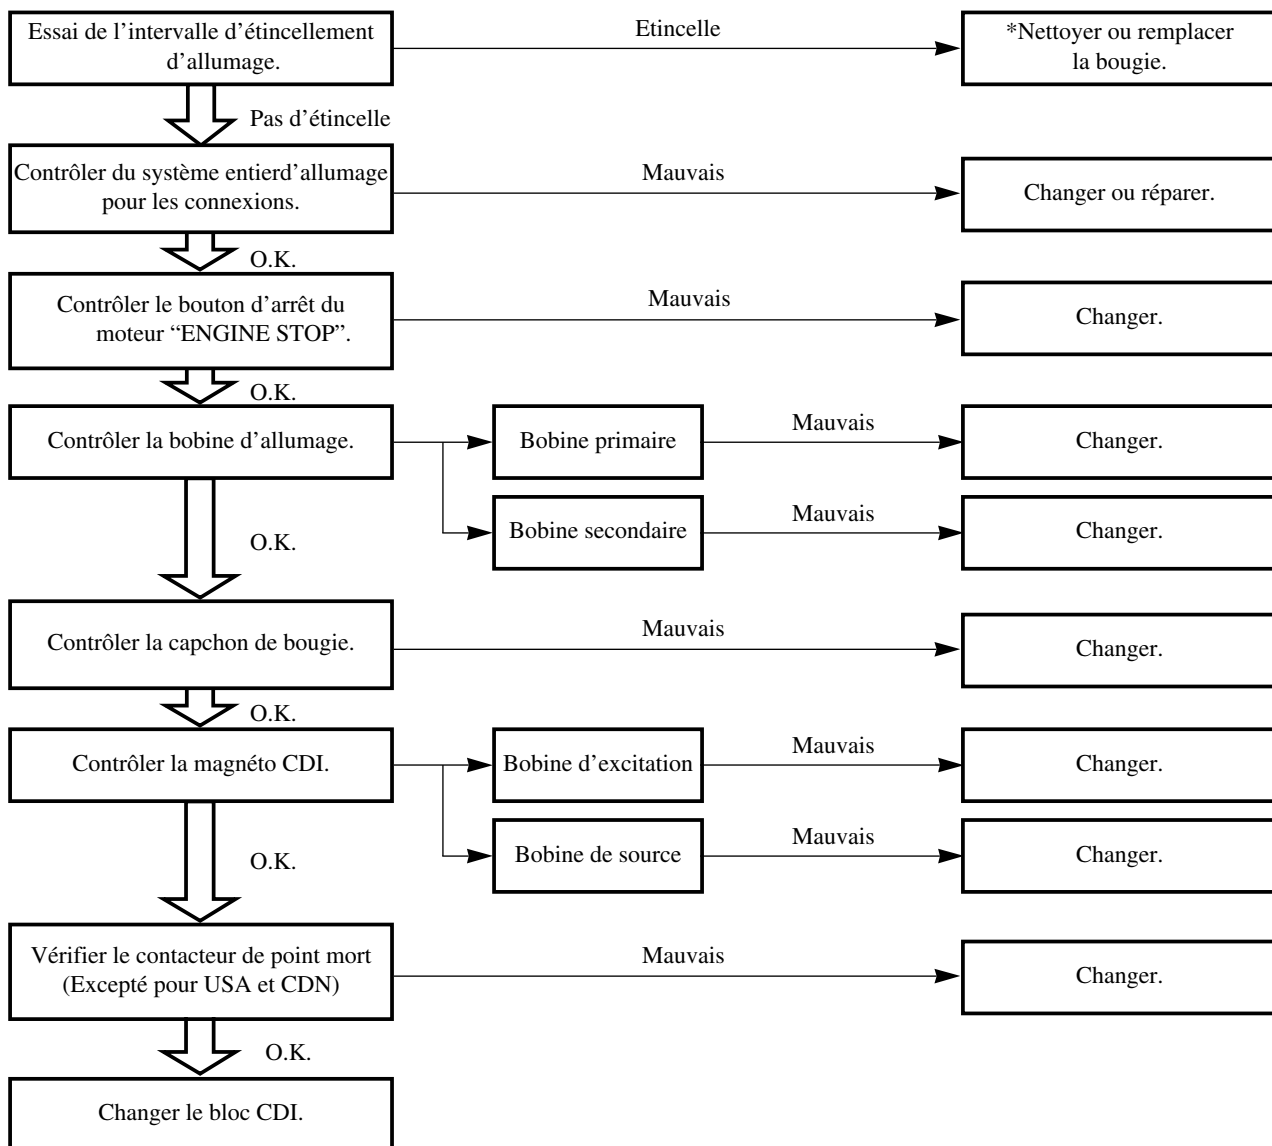 Essai de l’intervalle d’étincellement
d’allumage.
Etincelle
*Nettoyer ou remplacer
la bougie.
Pas d’étincelle
Contrôler du système entierd’allumage
pour les connexions.
Mauvais
Changer ou réparer.
O.K.
Contrôler le bouton d’arrêt du
moteur “ENGINE STOP”.
Mauvais
Changer.
O.K.
Contrôler la bobine d’allumage.
Bobine primaire
Mauvais
Changer.
Bobine secondaire
Mauvais
Changer.
O.K.
Contrôler la capchon de bougie.
Mauvais
Changer.
O.K.
Contrôler la magnéto CDI.
Bobine d’excitation
Mauvais
Changer.
Bobine de source
Mauvais
Changer.
O.K.
Vérifier le contacteur de point mort
(Excepté pour USA et CDN)
Mauvais
Changer.
O.K.
Changer le bloc CDI.